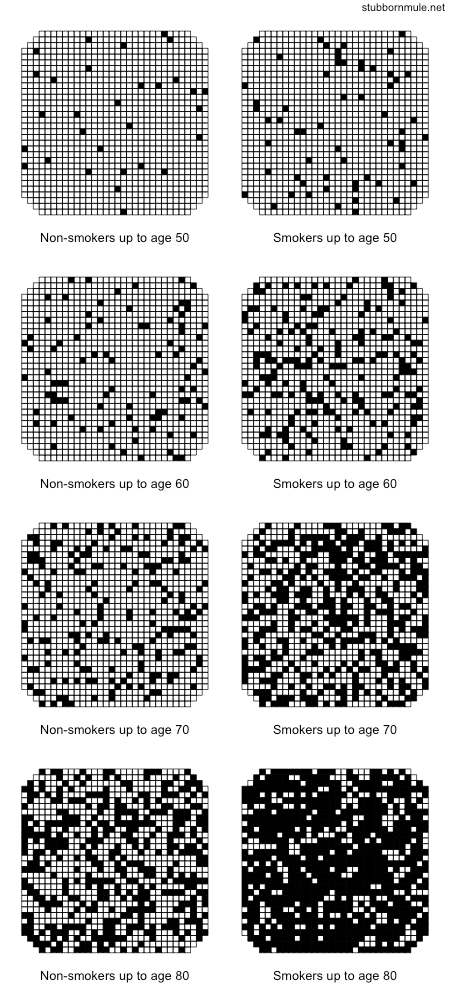 stubbornmule.net
Non-smokers up to age 50
Smokers up to age 50
Non-smokers up to age 60
Smokers up to age 60
Non-smokers up to age 70
Smokers up to age 70
Non-smokers up to age 80
Smokers up to age 80